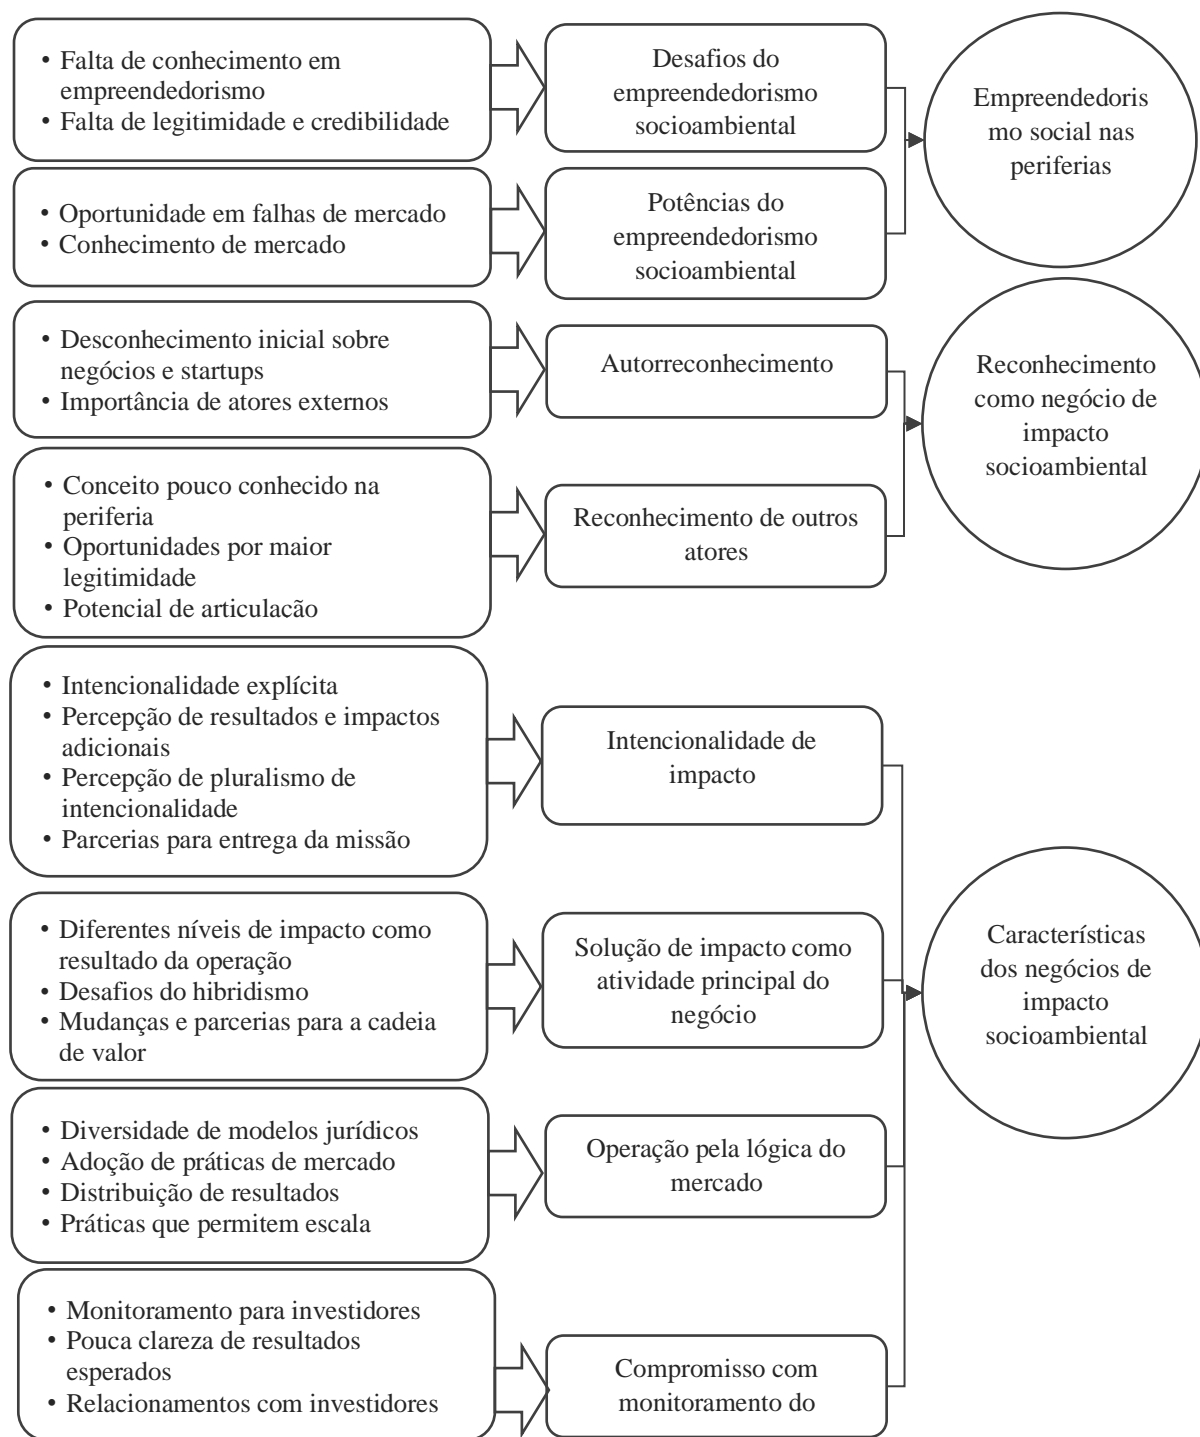 • Falta de conhecimento em
empreendedorismo
• Falta de legitimidade e credibilidade
Desafios do
empreendedorismo
socioambiental
Empreendedoris
mo social nas
periferias
• Oportunidade em falhas de mercado
• Conhecimento de mercado
Potências do
empreendedorismo
socioambiental
• Desconhecimento inicial sobre
negócios e startups
• Importância de atores externos
Autorreconhecimento
Reconhecimento
como negócio de
impacto
socioambiental
• Conceito pouco conhecido na
periferia
• Oportunidades por maior
legitimidade
• Potencial de articulacão
Reconhecimento de outros
atores
• Intencionalidade explícita
• Percepção de resultados e impactos
adicionais
• Percepção de pluralismo de
intencionalidade
• Parcerias para entrega da missão
Intencionalidade de
impacto
• Diferentes níveis de impacto como
resultado da operação
• Desafios do hibridismo
• Mudanças e parcerias para a cadeia
de valor
Solução de impacto como
atividade principal do
negócio
Características
dos negócios de
impacto
socioambiental
• Diversidade de modelos jurídicos
• Adoção de práticas de mercado
• Distribuição de resultados
• Práticas que permitem escala
Operação pela lógica do
mercado
• Monitoramento para investidores
• Pouca clareza de resultados
esperados
• Relacionamentos com investidores
Compromisso com
monitoramento do